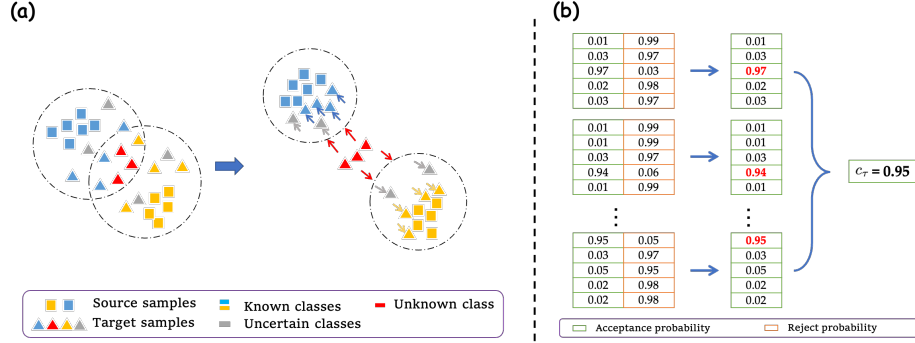 (a)
Source samples
Target samples
Known classes
Uncertain classes
Unknown class
(b)
0.01 0.99 0.01
0.03 0.97 0.03
0.97 0.03 0.97
0.02 0.98 0.02
0.03 0.97 0.03
0.01 0.99 0.01
0.01 0.99 0.01
0.03 0.97 0.03
0.94 0.06 0.94
0.01 0.99 0.01
0.95 0.05 0.95
0.03 0.97 0.03
0.05 0.95 0.05
0.02 0.98 0.02
0.02 0.98 0.02
cτ = 0.95
Acceptance probability
Reject probability